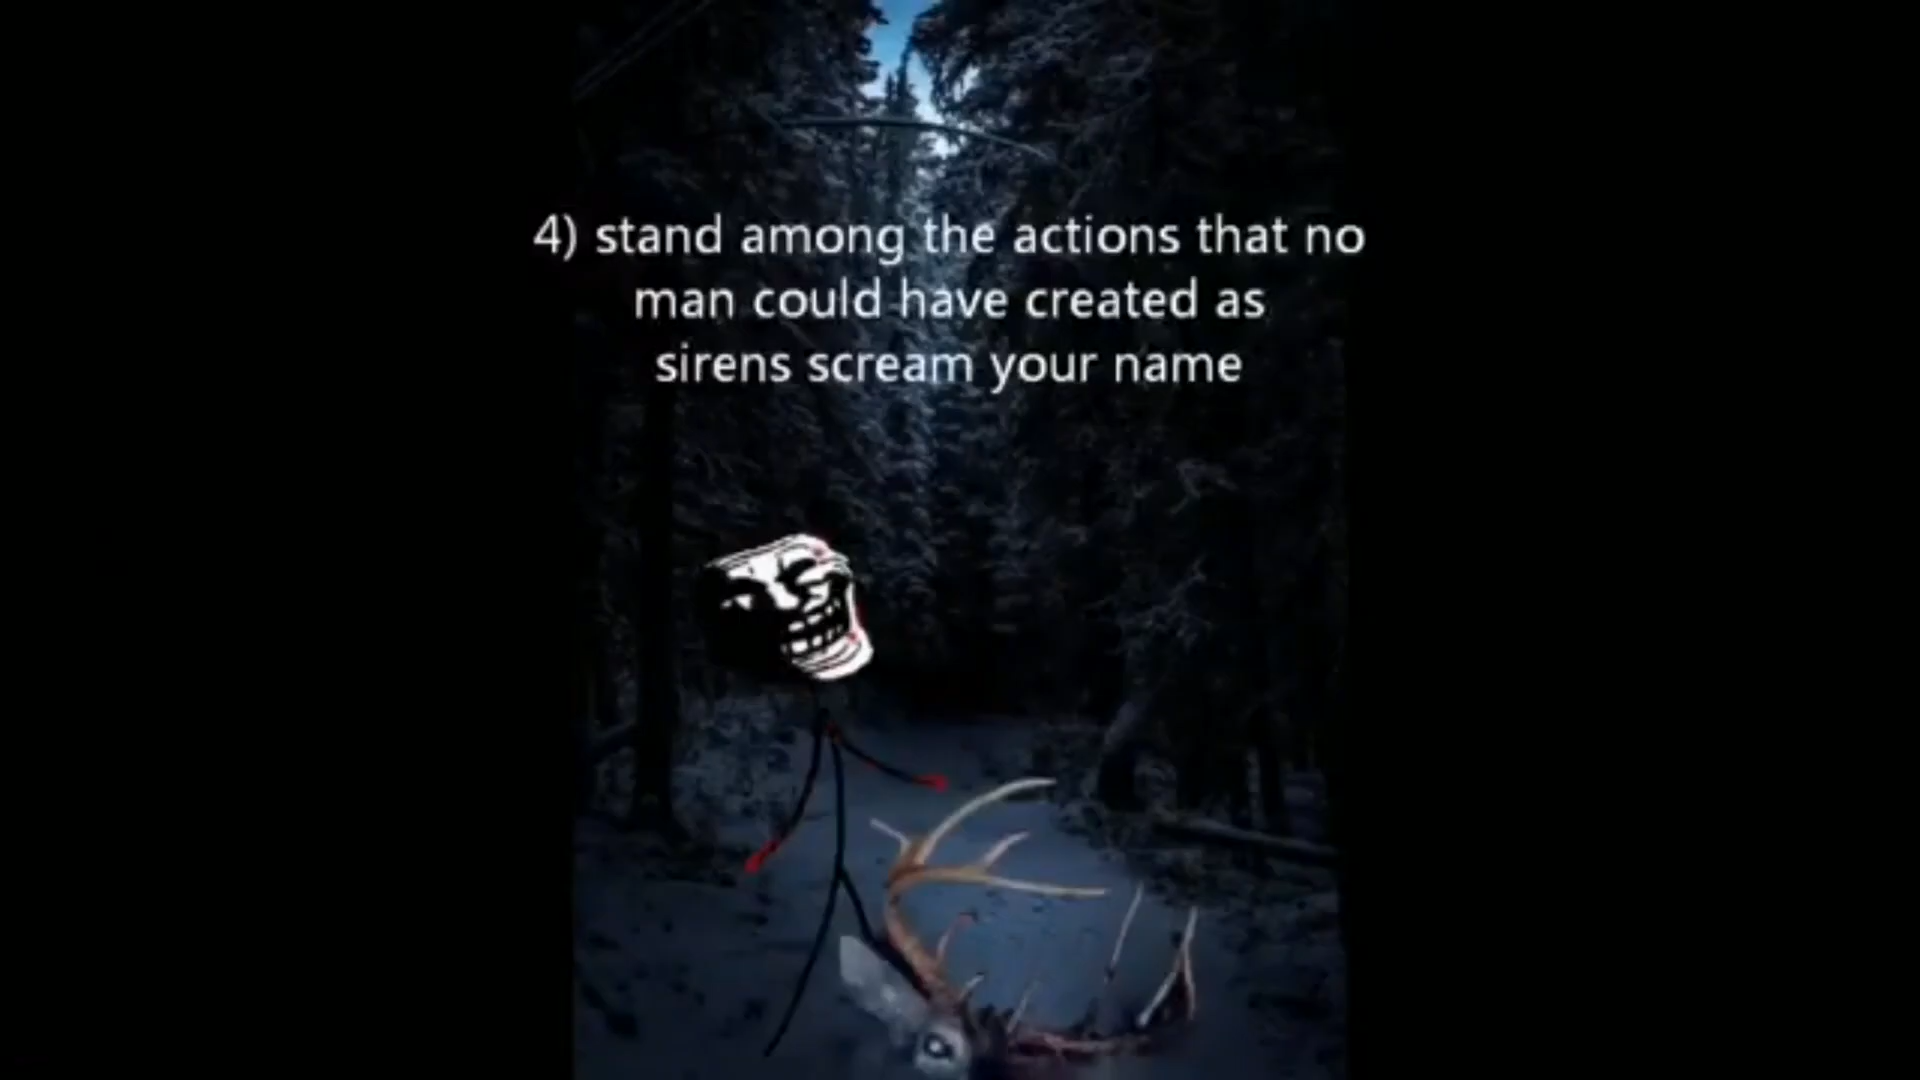 4) stand among the actions that no
man could have created as
sirens scream your name